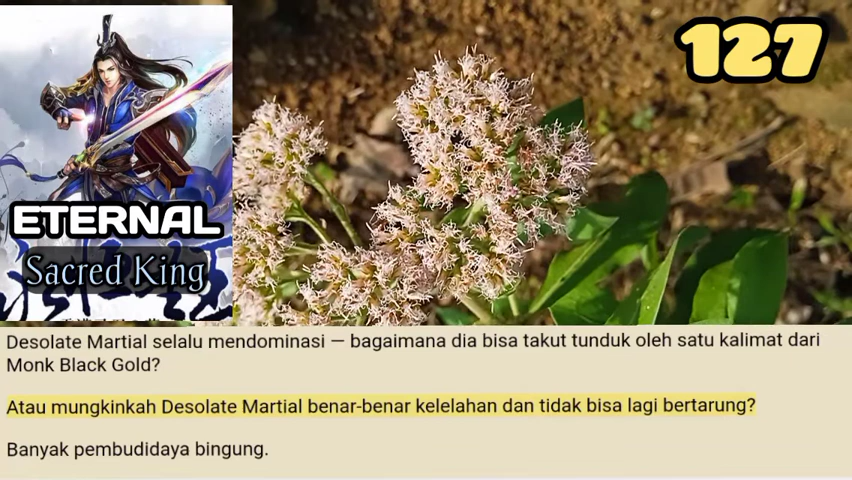 127
ETERNAL
Sacred King
Desolate Martial selalu mendominasi — bagaimana dia bisa takut tunduk oleh satu kalimat dari
Monk Black Gold?
Atau mungkinkah Desolate Martial benar-benar kelelahan dan tidak bisa lagi bertarung?
Banyak pembudidaya bingung.